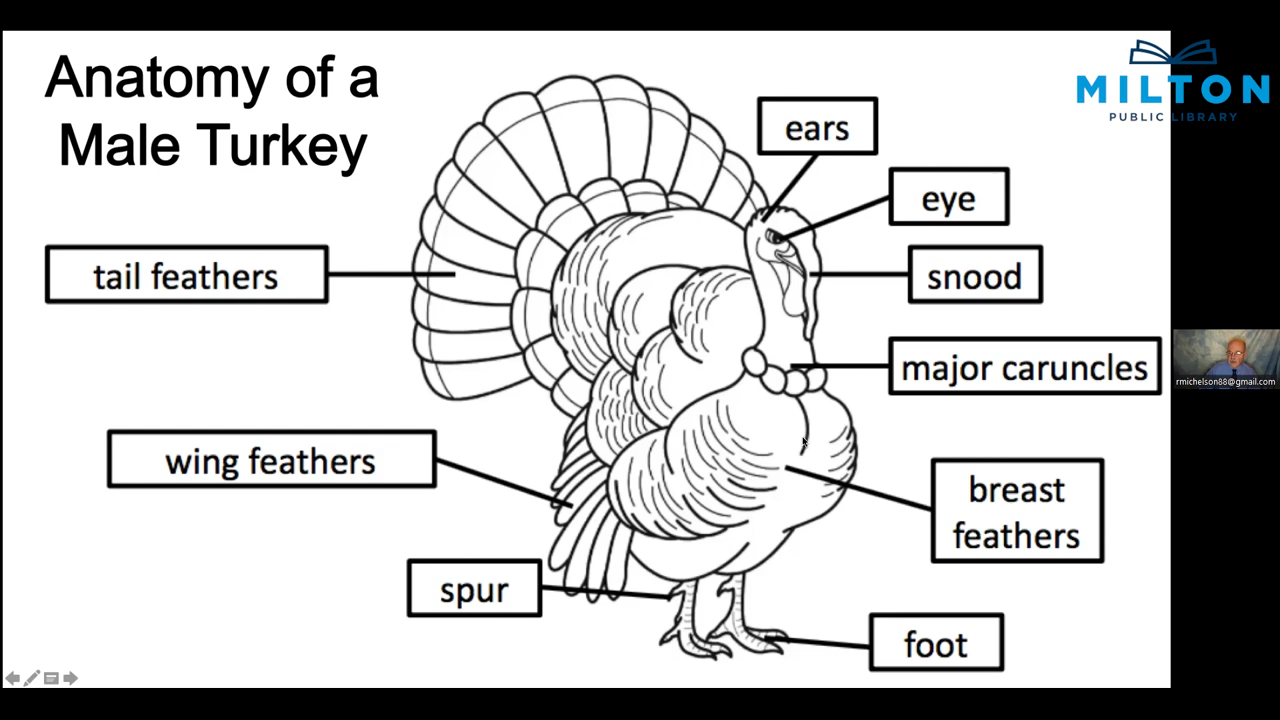 Anatomy of a
Male Turkey
MILTON
PUBLIC LIBRARY
ears
eye
tail feathers
snood
major caruncles
wing feathers
breast
feathers
spur
foot
rmichelson88@gmail.com